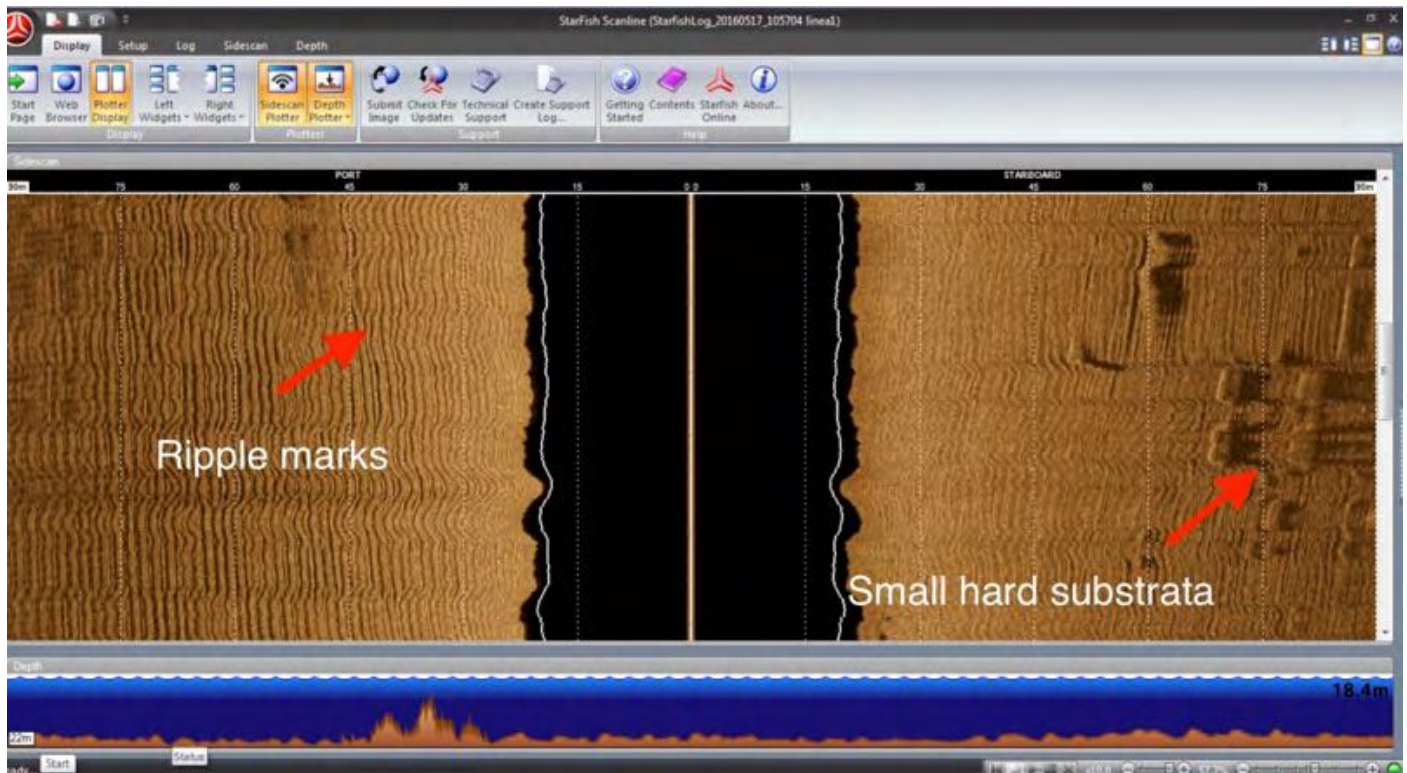 StarFish Scanline (StarfishLog_20160517_105704 linea1)
Display Setup Log Sidescan Depth
Start Page
Web Browser
Plotter Display
Left Widgets
Right Widgets
Sidescan Plotter
Depth Plotter
Submit Image
Check For Updates
Technical Support
Create Support Log...
Getting Started
Contents
Starfish Online
About...
Display Plotters Support Help
Sidescan
PORT STARBOARD
90m 75 60 45 30 15 0 0 15 30 45 60 75 90m
Ripple marks
Small hard substrata
Depth
18.4m
22m
Start
Status